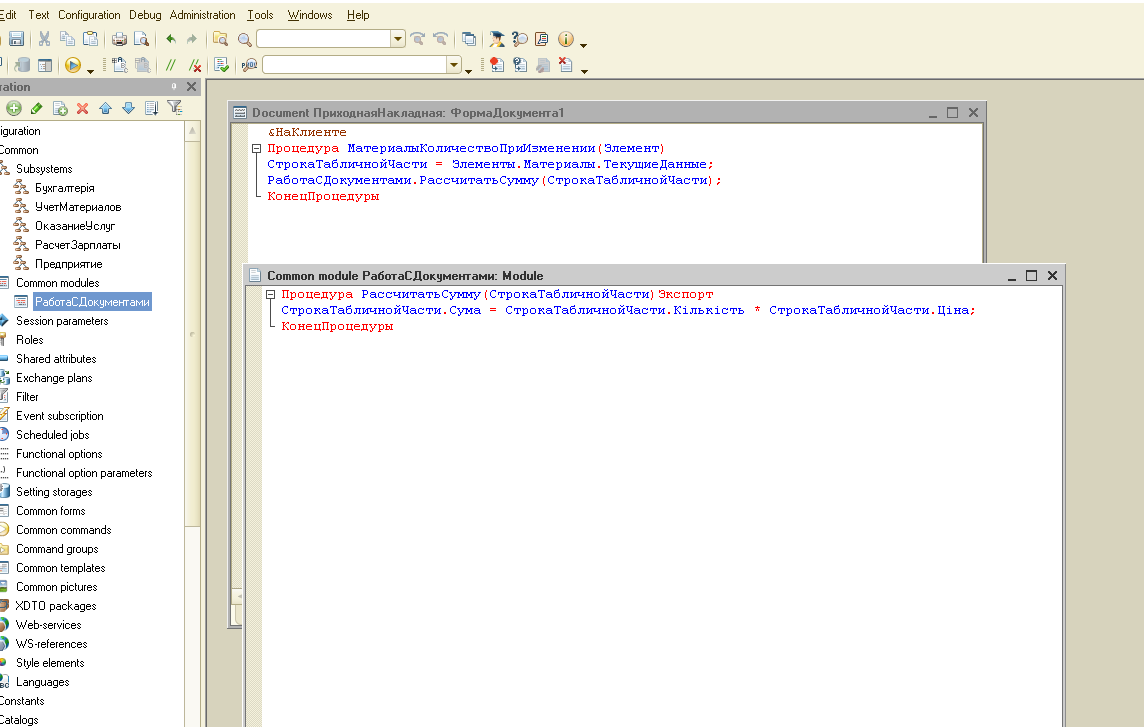 Edit Text Configuration Debug Administration Tools Windows Help
ration
iguration
Common
Subsystems
Бухгалтерія
УчетМатериалов
ОказаниеУслуг
РасчетЗарплаты
Предприятие
Common modules
РаботаСДокументами
Session parameters
Roles
Shared attributes
Exchange plans
Filter
Event subscription
Scheduled jobs
Functional options
Functional option parameters
Setting storages
Common forms
Common commands
Command groups
Common templates
Common pictures
XDTO packages
Web-services
WS-references
Style elements
Languages
Constants
Catalogs
Document ПриходнаяНакладная: ФормаДокумента1
&НаКлиенте
Процедура МатериалыКоличествоПриИзменении(Элемент)
СтрокаТабличнойЧасти = Элементы.Материалы.ТекущиеДанные;
РаботаСДокументами.РассчитатьСумму(СтрокаТабличнойЧасти);
КонецПроцедуры
Common module РаботаСДокументами: Module
Процедура РассчитатьСумму(СтрокаТабличнойЧасти)Экспорт
СтрокаТабличнойЧасти.Сума = СтрокаТабличнойЧасти.Кількість * СтрокаТабличнойЧасти.Ціна;
КонецПроцедуры